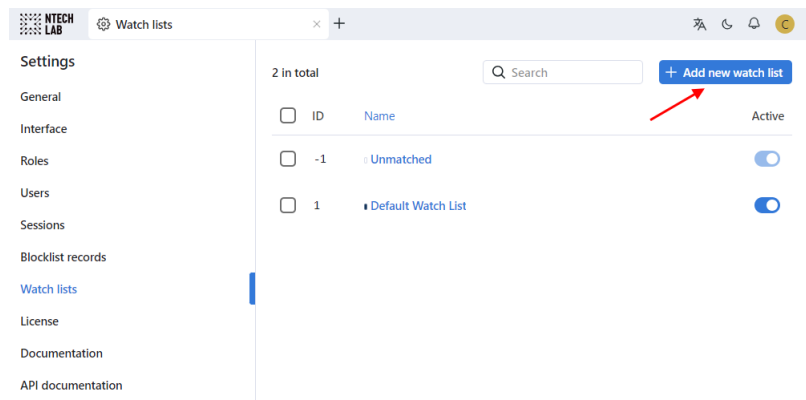 NTECH
LAB
Watch lists
C
Settings
General
Interface
Roles
Users
Sessions
Blocklist records
Watch lists
License
Documentation
API documentation
2 in total
Search
+ Add new watch list
ID Name Active
-1 Unmatched
1 Default Watch List